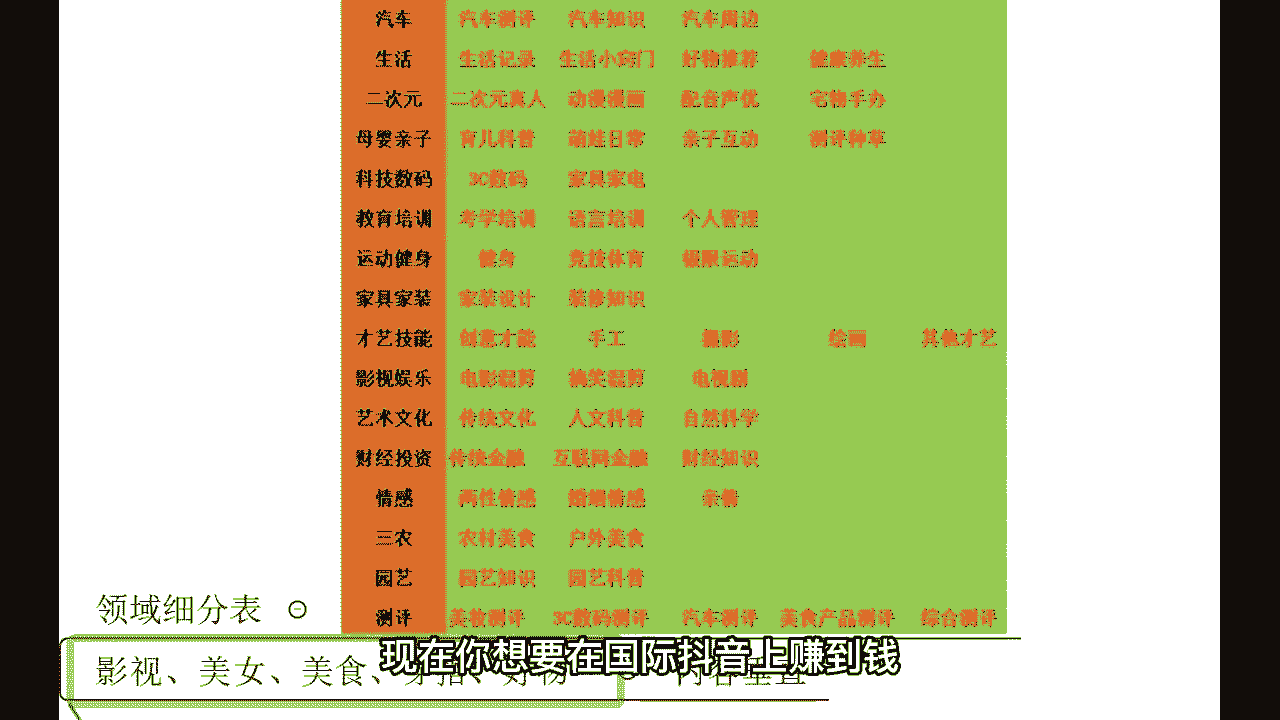 汽车 汽车测评 汽车知识 汽车周边
生活 生活记录 生活小窍门 好物推荐 健康养生
二次元 二次元真人 动漫漫画 配音声优 宅物手办
母婴亲子 育儿科普 萌娃日常 亲子互动 测评种草
科技数码 3C数码 家具家电
教育培训 考学培训 语言培训 个人管理
运动健身 健身 竞技体育 极限运动
家具家装 家装设计 装修知识
才艺技能 创意才能 手工 摄影 绘画 其他才艺
影视娱乐 电影混剪 搞笑混剪 电视剧
艺术文化 传统文化 人文科普 自然科学
财经投资 传统金融 互联网金融 财经知识
情感 两性情感 婚姻情感 亲情
三农 农村美食 户外美食
园艺 园艺知识 园艺科普
测评 美妆测评 3C数码测评 汽车测评 美食产品测评 综合测评
领域细分表
影视、美女、美食、
现在你想要在国际抖音上赚到钱